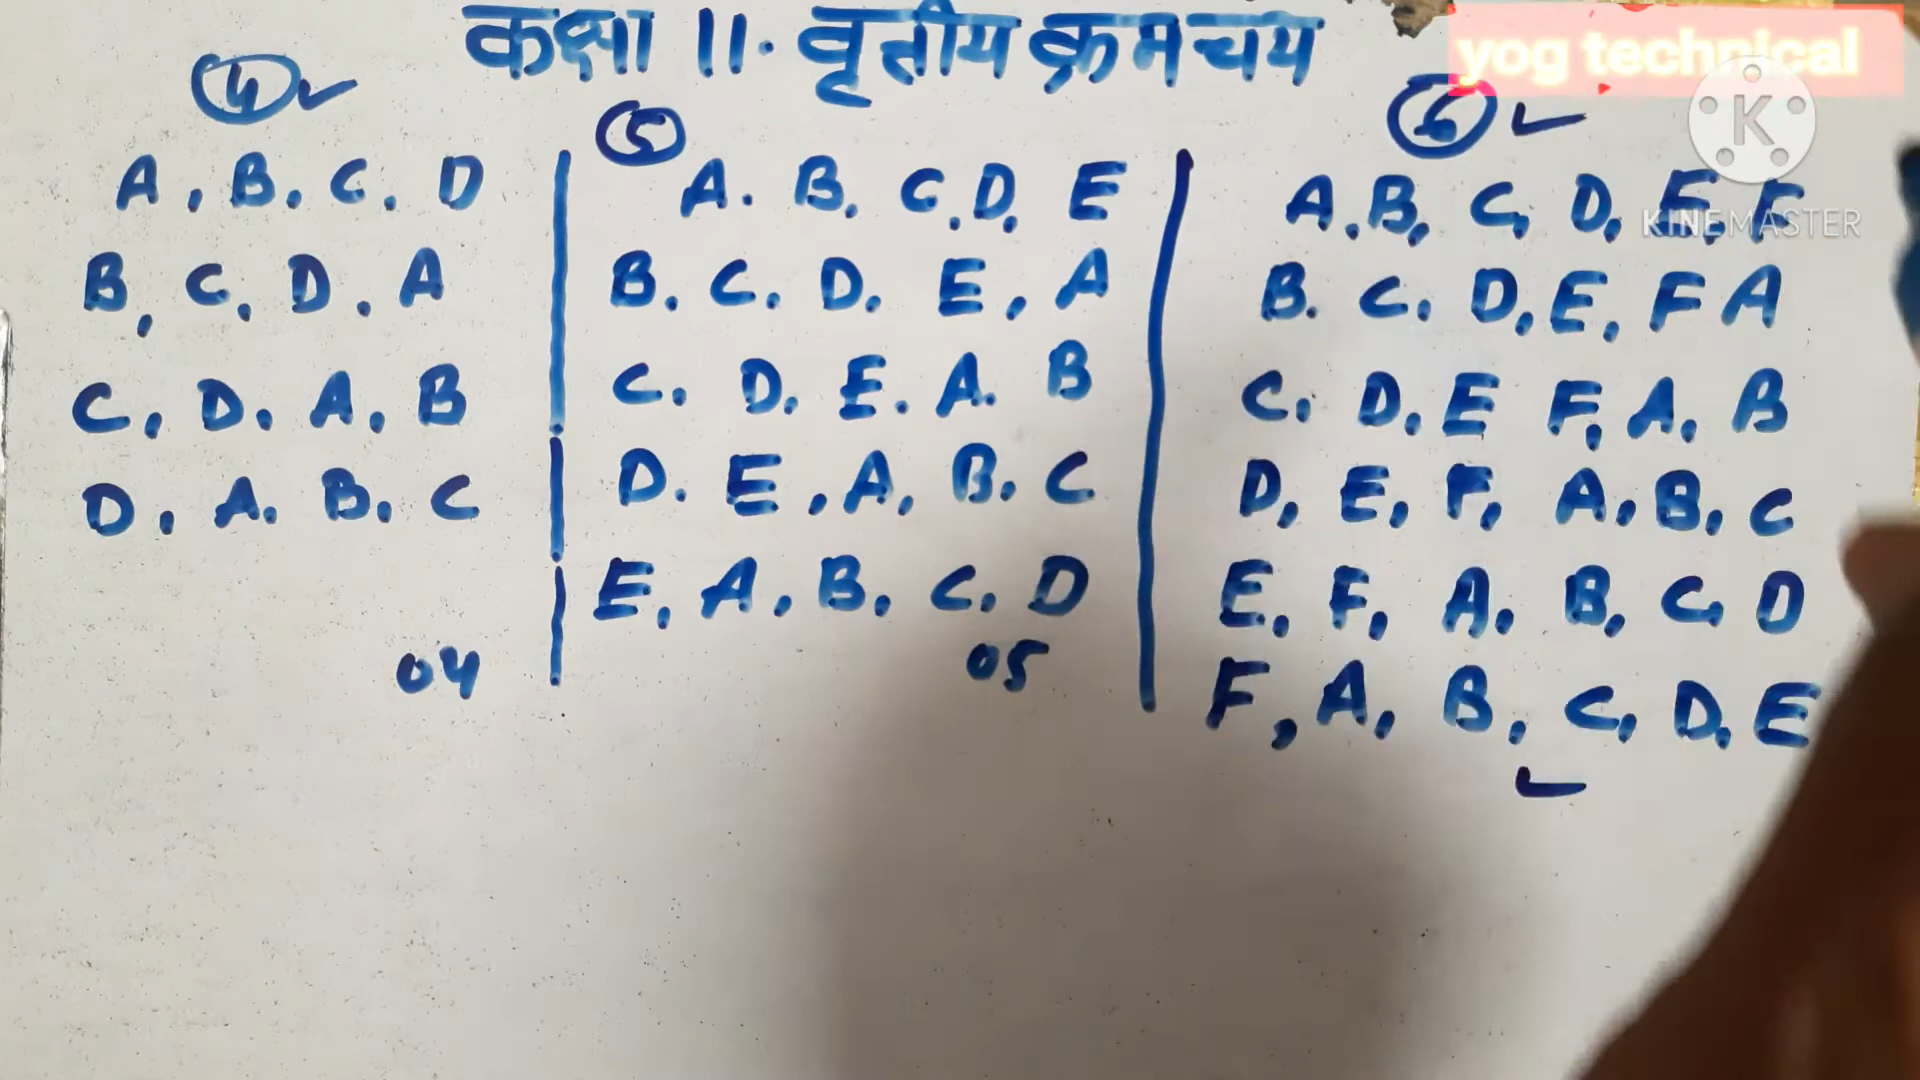 कक्षा 11. वृत्तीय क्रमचय
yog technical
K
KINEMASTER
4
A, B, C, D
B, C, D, A
C, D, A, B
D, A, B, C
04
5
A. B, C, D, E
B. C. D. E, A
C. D, E. A. B
D. E, A, B. C
E, A, B, C, D
05
6
A, B, C, D, E, F
B. C. D, E, F A
C, D, E F, A, B
D, E, F, A, B, C
E, F, A, B, C, D
F, A, B, C, D, E